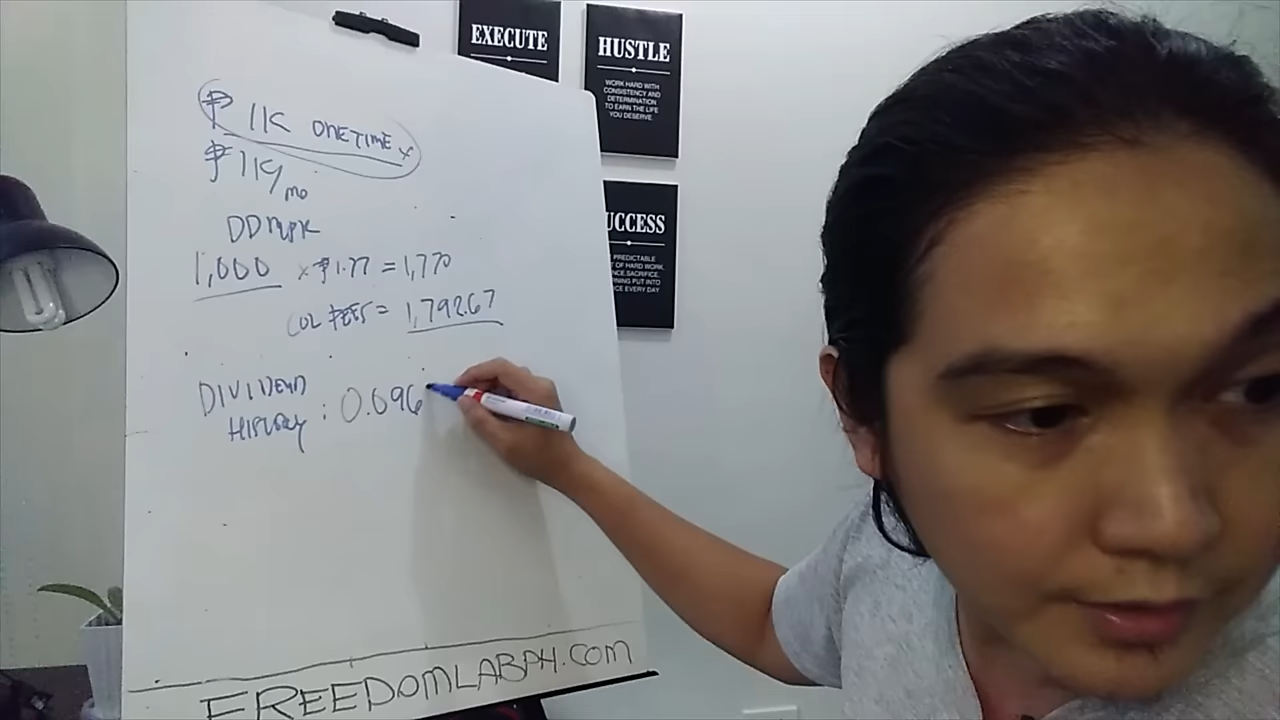 ₱ 1K ONETIME x
₱ 1K/mo
DDMPR
1,000 x ₱1.77 = 1,770
COL FEES = 1,792.67
DIVIDEND
HISTORY : 0.096
FREEDOMLABPH.COM
EXECUTE
HUSTLE
WORK HARD WITH
CONSISTENCY AND
DETERMINATION
TO EARN THE LIFE
YOU DESERVE
UCCESS
PREDICTABLE
T OF HARD WORK,
NCE, SACRIFICE,
RNING PUT INTO
ICE EVERY DAY